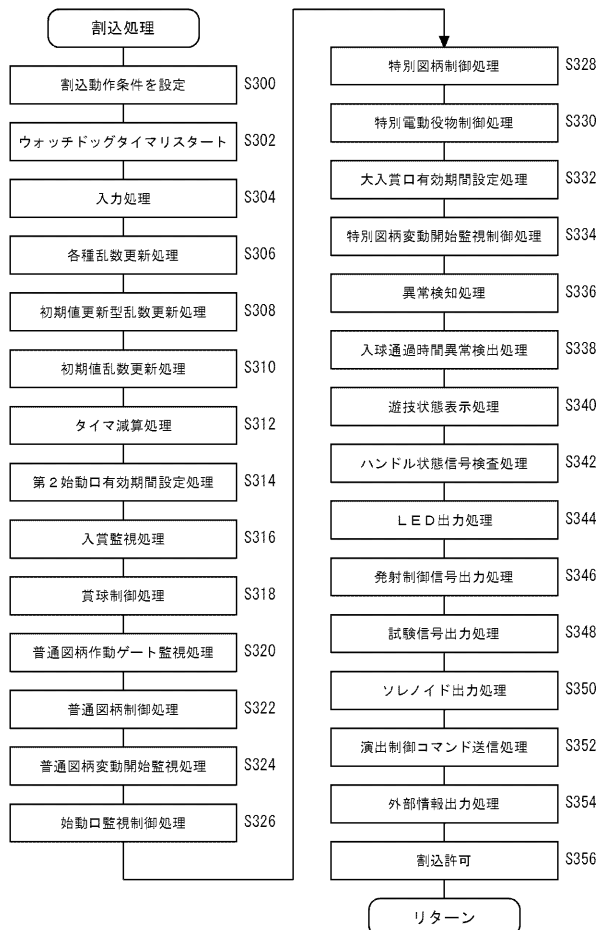 割込処理
割込動作条件を設定 S300
ウォッチドッグタイマリスタート S302
入力処理 S304
各種乱数更新処理 S306
初期値更新型乱数更新処理 S308
初期値乱数更新処理 S310
タイマ減算処理 S312
第２始動口有効期間設定処理 S314
入賞監視処理 S316
賞球制御処理 S318
普通図柄作動ゲート監視処理 S320
普通図柄制御処理 S322
普通図柄変動開始監視処理 S324
始動口監視制御処理 S326
特別図柄制御処理 S328
特別電動役物制御処理 S330
大入賞口有効期間設定処理 S332
特別図柄変動開始監視制御処理 S334
異常検知処理 S336
入球通過時間異常検出処理 S338
遊技状態表示処理 S340
ハンドル状態信号検査処理 S342
ＬＥＤ出力処理 S344
発射制御信号出力処理 S346
試験信号出力処理 S348
ソレノイド出力処理 S350
演出制御コマンド送信処理 S352
外部情報出力処理 S354
割込許可 S356
リターン